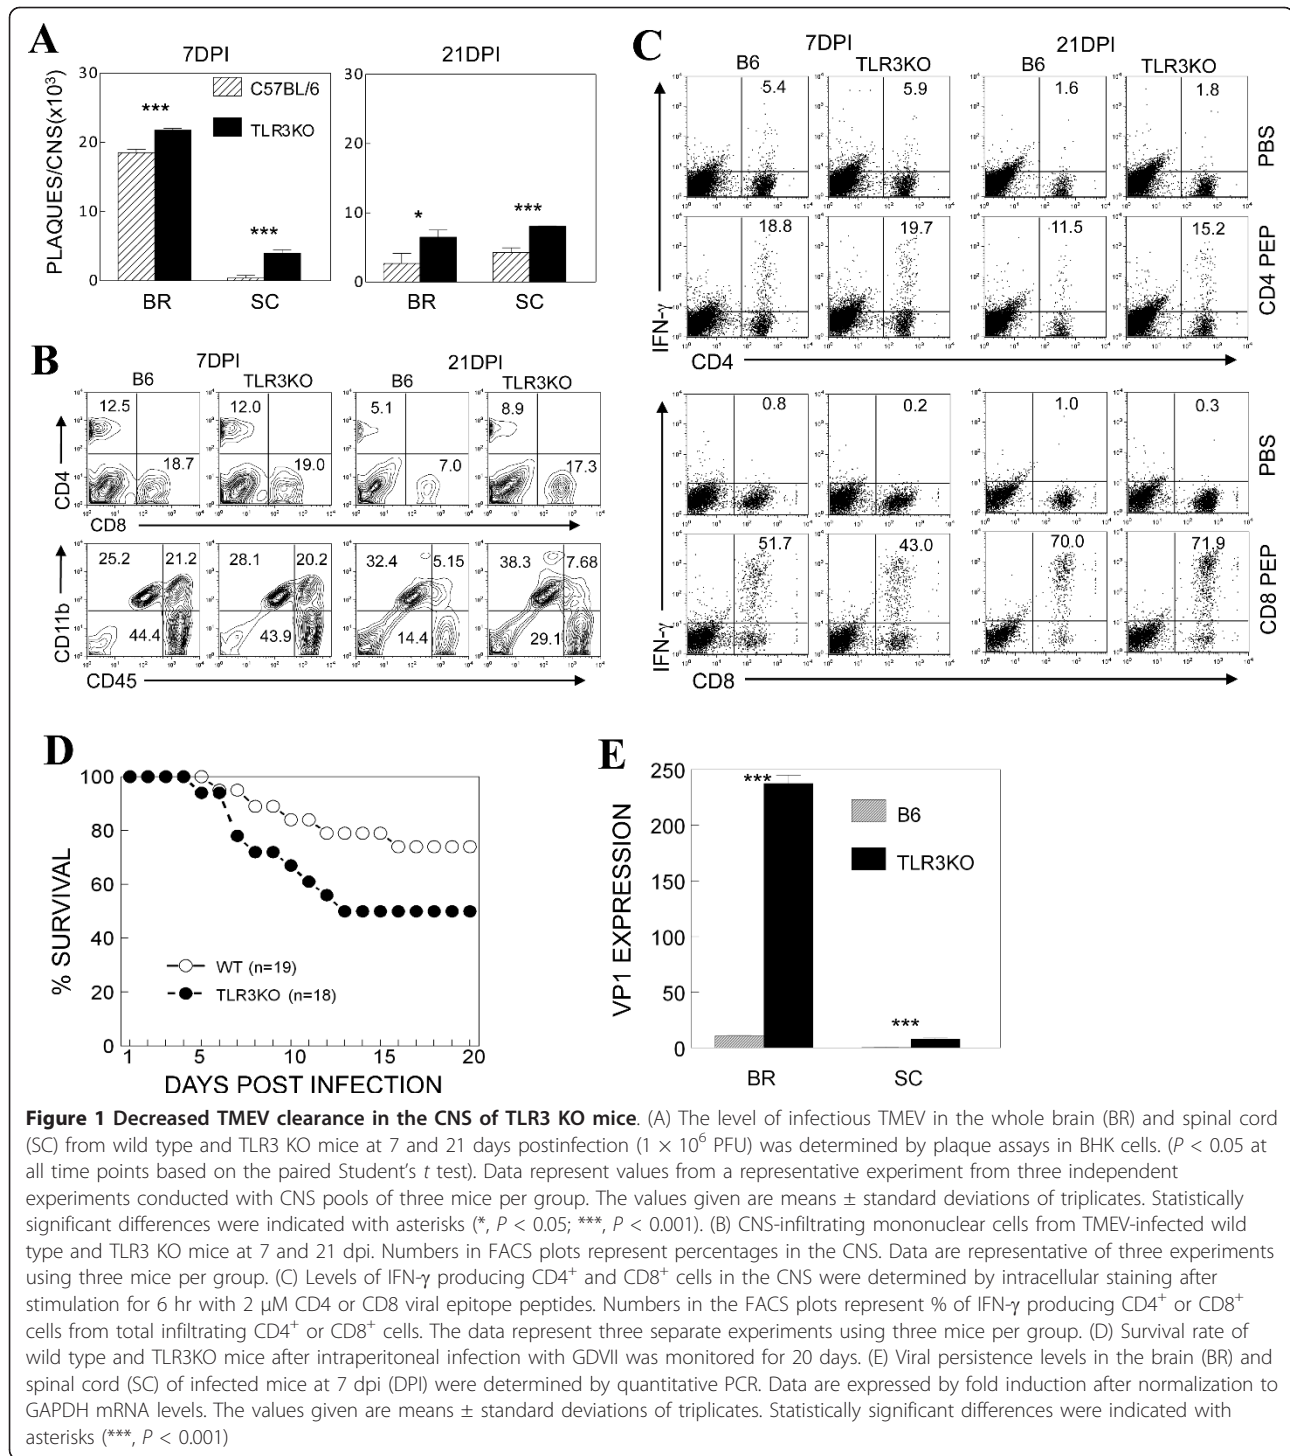 A
7DPI
21DPI
PLAQUES/CNS(x10³)
30
20
10
0
C57BL/6
TLR3KO
***
***
BR
SC
30
20
10
0
*
***
BR
SC
B
7DPI
21DPI
B6
TLR3KO
B6
TLR3KO
12.5
12.0
5.1
8.9
18.7
19.0
7.0
17.3
CD4
CD8
25.2
21.2
28.1
20.2
32.4
5.15
38.3
7.68
44.4
43.9
14.4
29.1
CD11b
CD45
C
7DPI
21DPI
B6
TLR3KO
B6
TLR3KO
5.4
5.9
1.6
1.8
PBS
18.8
19.7
11.5
15.2
CD4 PEP
IFN-γ
CD4
0.8
0.2
1.0
0.3
PBS
51.7
43.0
70.0
71.9
CD8 PEP
IFN-γ
CD8
D
% SURVIVAL
100
80
60
40
20
0
WT (n=19)
TLR3KO (n=18)
1
5
10
15
20
DAYS POST INFECTION
E
VP1 EXPRESSION
250
200
150
100
50
0
***
***
B6
TLR3KO
BR
SC
Figure 1 Decreased TMEV clearance in the CNS of TLR3 KO mice. (A) The level of infectious TMEV in the whole brain (BR) and spinal cord
(SC) from wild type and TLR3 KO mice at 7 and 21 days postinfection (1 × 10⁶ PFU) was determined by plaque assays in BHK cells. (P < 0.05 at
all time points based on the paired Student's t test). Data represent values from a representative experiment from three independent
experiments conducted with CNS pools of three mice per group. The values given are means ± standard deviations of triplicates. Statistically
significant differences were indicated with asterisks (*, P < 0.05; ***, P < 0.001). (B) CNS-infiltrating mononuclear cells from TMEV-infected wild
type and TLR3 KO mice at 7 and 21 dpi. Numbers in FACS plots represent percentages in the CNS. Data are representative of three experiments
using three mice per group. (C) Levels of IFN-γ producing CD4⁺ and CD8⁺ cells in the CNS were determined by intracellular staining after
stimulation for 6 hr with 2 μM CD4 or CD8 viral epitope peptides. Numbers in the FACS plots represent % of IFN-γ producing CD4⁺ or CD8⁺
cells from total infiltrating CD4⁺ or CD8⁺ cells. The data represent three separate experiments using three mice per group. (D) Survival rate of
wild type and TLR3KO mice after intraperitoneal infection with GDVII was monitored for 20 days. (E) Viral persistence levels in the brain (BR) and
spinal cord (SC) of infected mice at 7 dpi (DPI) were determined by quantitative PCR. Data are expressed by fold induction after normalization to
GAPDH mRNA levels. The values given are means ± standard deviations of triplicates. Statistically significant differences were indicated with
asterisks (***, P < 0.001)